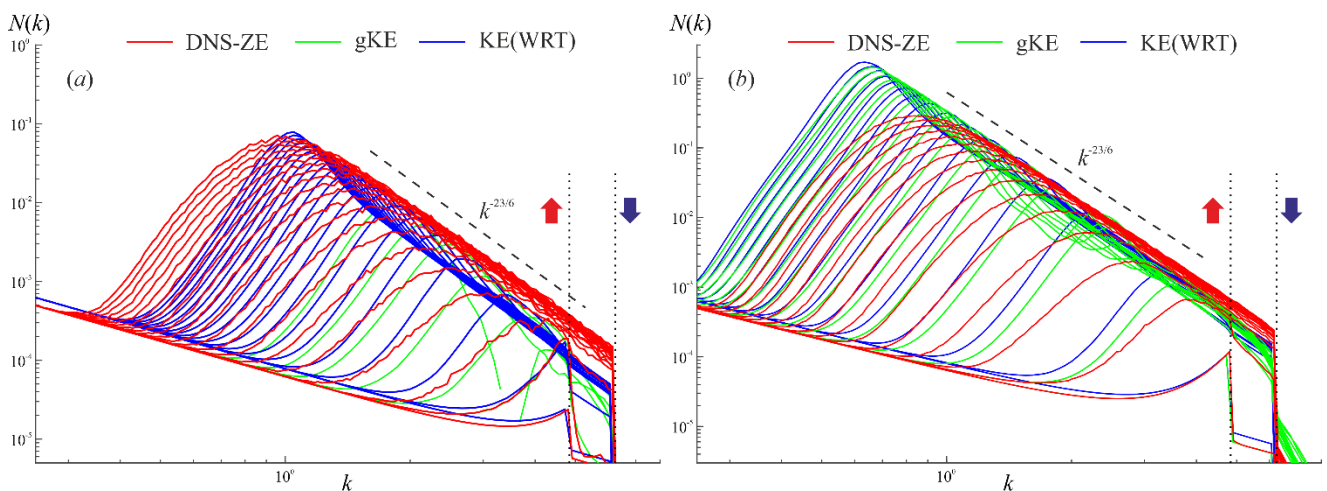 N(k)
DNS-ZE gKE KE(WRT)
(a)
10⁰
10⁻¹
10⁻²
10⁻³
10⁻⁴
10⁻⁵
k⁻²³/⁶
10⁰
k
N(k)
DNS-ZE gKE KE(WRT)
(b)
10⁰
10⁻¹
10⁻²
10⁻³
10⁻⁴
10⁻⁵
k⁻²³/⁶
10⁰
k